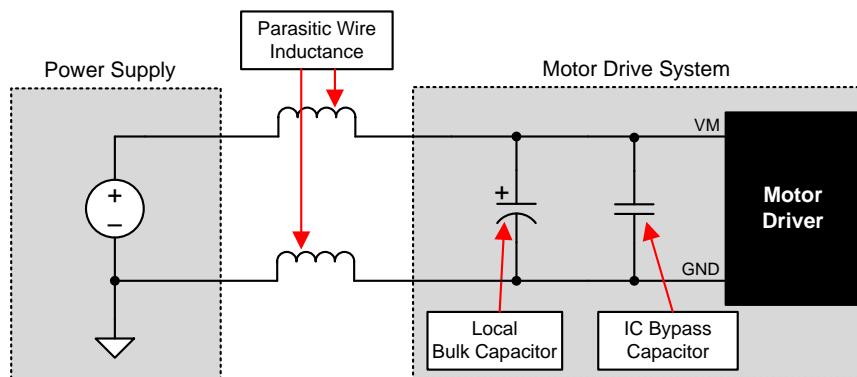 Parasitic Wire
Inductance
Power Supply
Motor Drive System
VM
+
–
+
Motor
Driver
GND
Local
Bulk Capacitor
IC Bypass
Capacitor